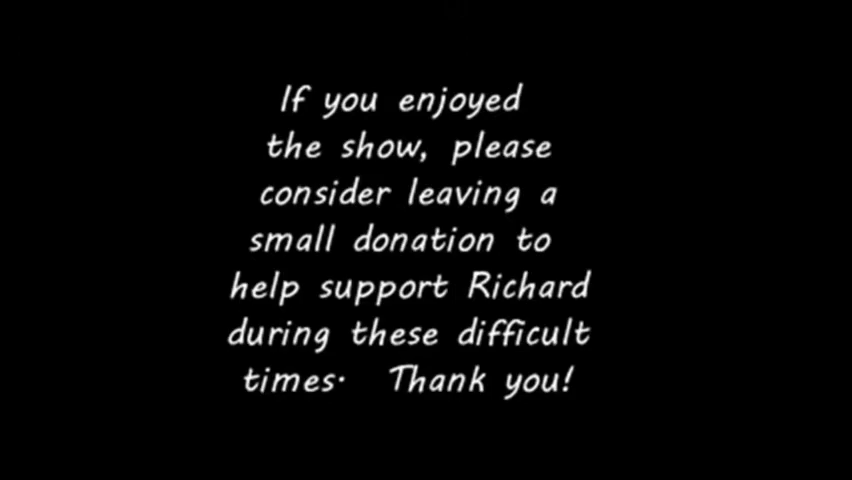 If you enjoyed
the show, please
consider leaving a
small donation to
help support Richard
during these difficult
times. Thank you!